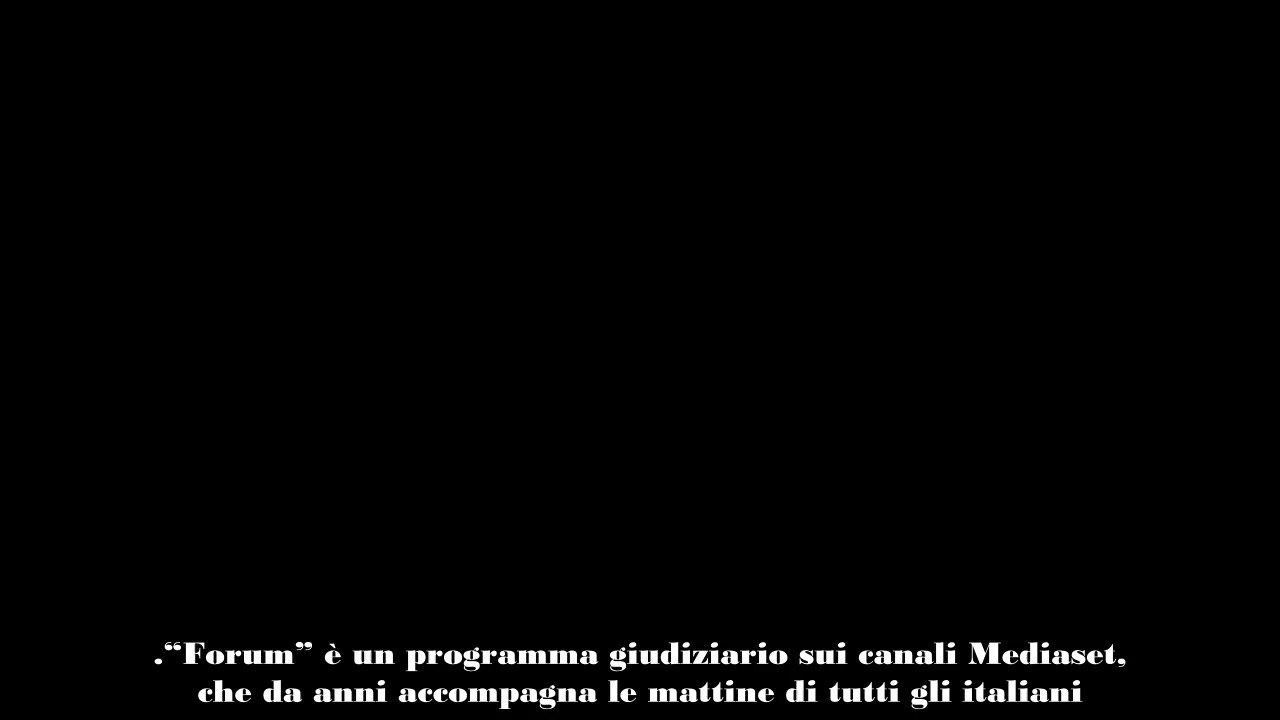 .“Forum” è un programma giudiziario sui canali Mediaset,
che da anni accompagna le mattine di tutti gli italiani